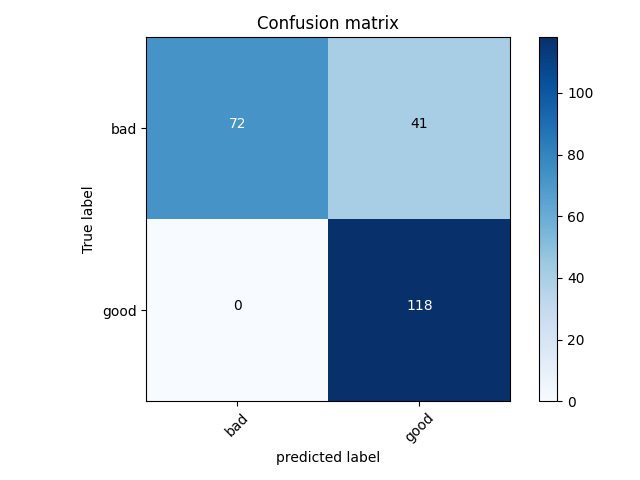 Confusion matrix
True label
bad
72
41
good
0
118
bad
good
predicted label
100
80
60
40
20
0